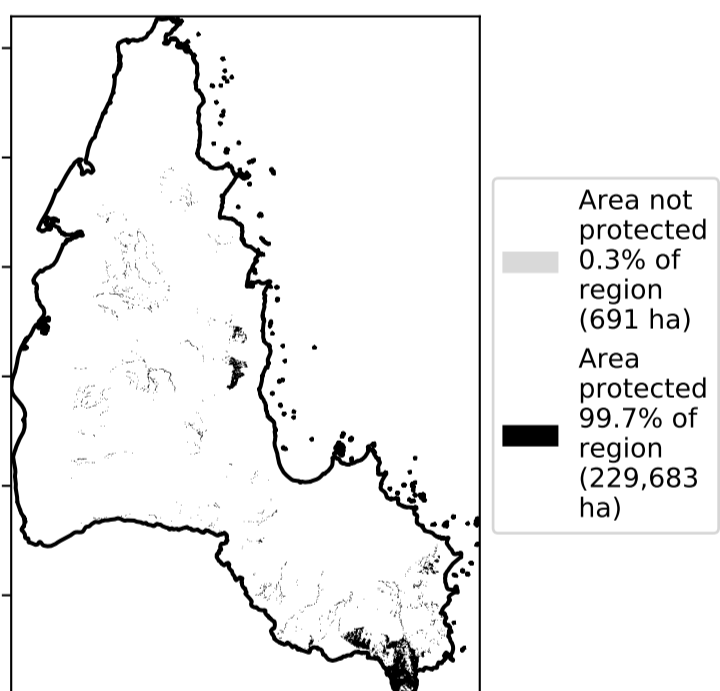 Area not
protected
0.3% of
region
(691 ha)
Area
protected
99.7% of
region
(229,683
ha)